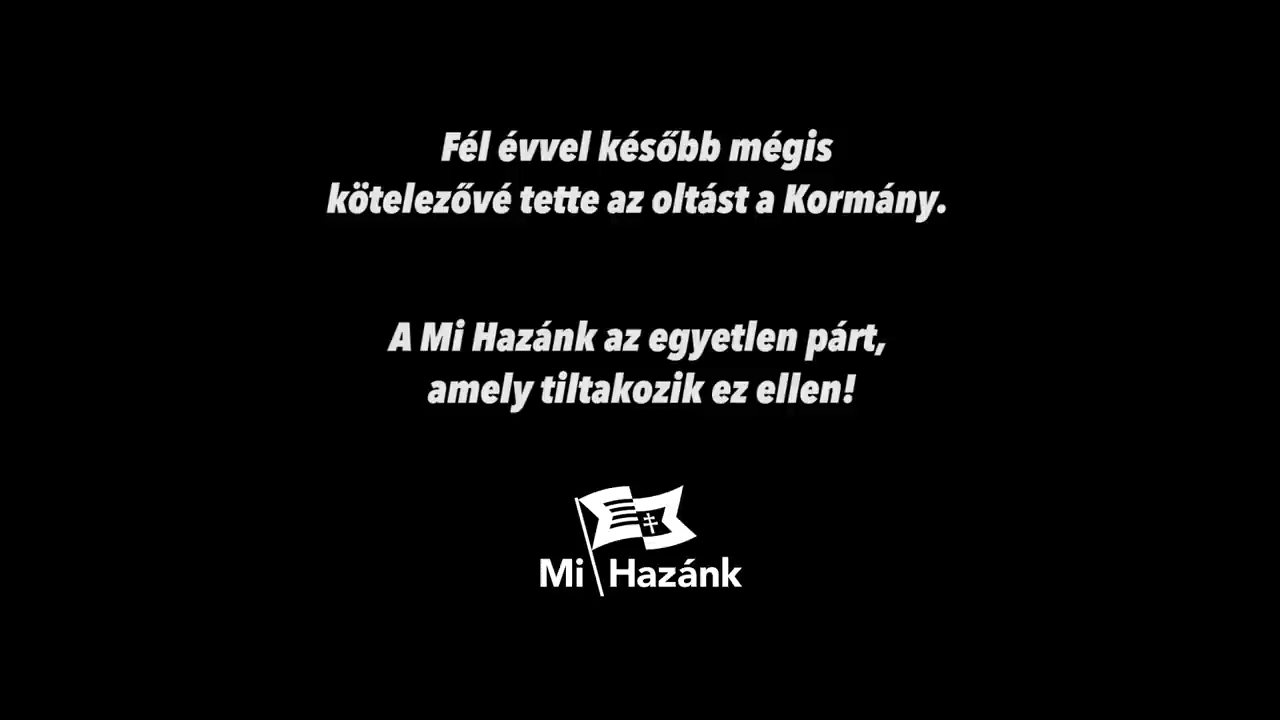 Fél évvel később mégis
kötelezővé tette az oltást a Kormány.
A Mi Hazánk az egyetlen párt,
amely tiltakozik ez ellen!
Mi Hazánk